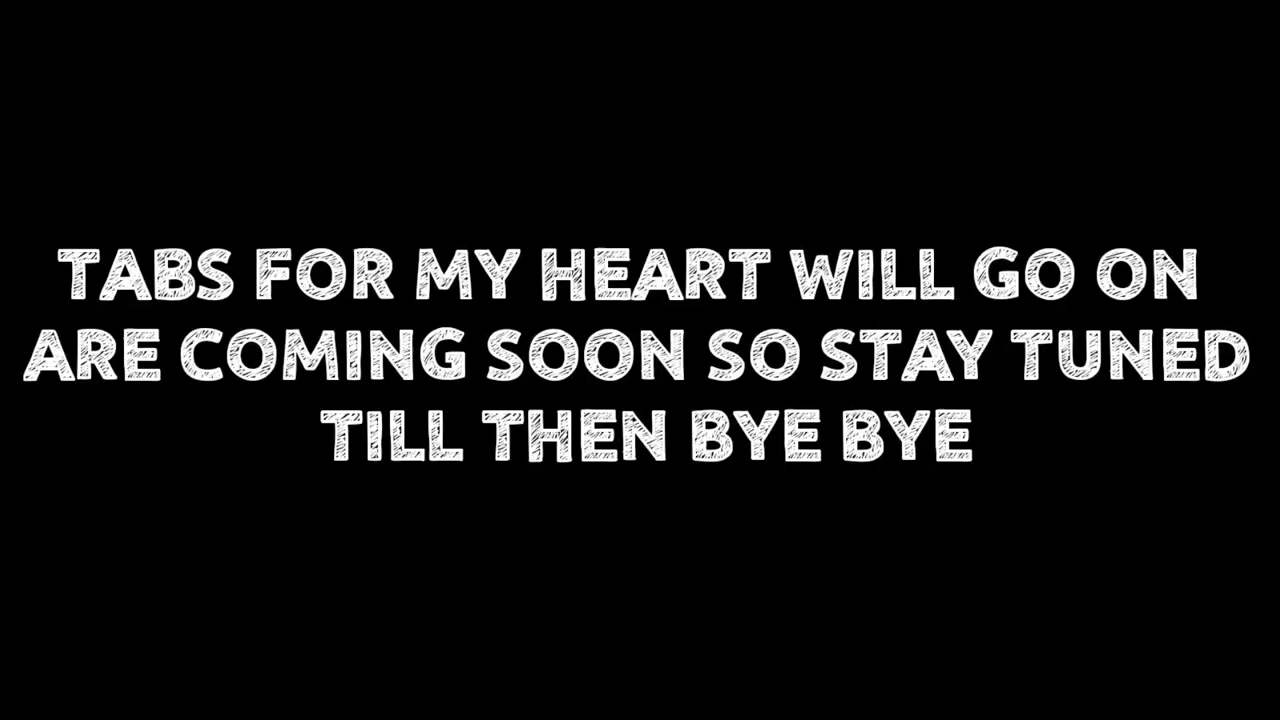 TABS FOR MY HEART WILL GO ON
ARE COMING SOON SO STAY TUNED
TILL THEN BYE BYE